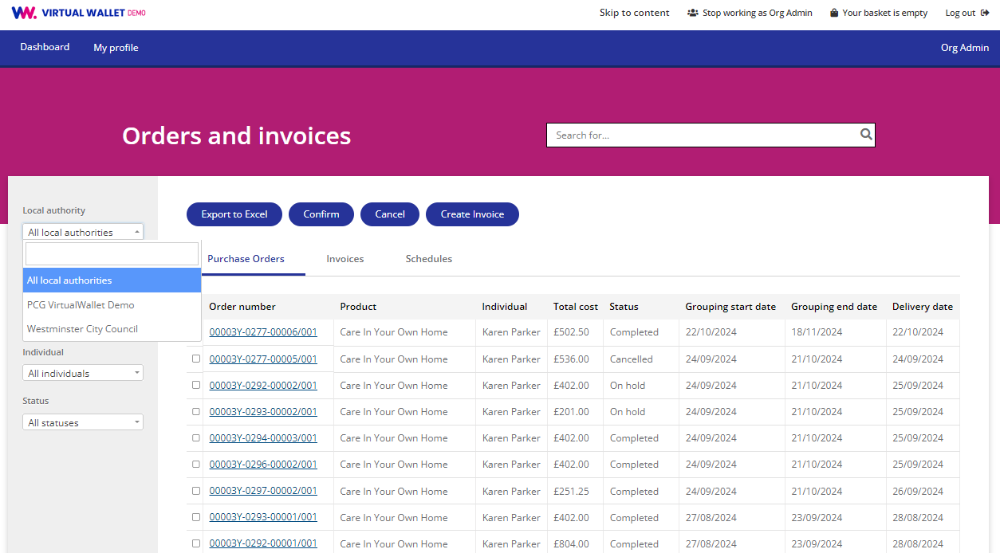 VW. VIRTUAL WALLET DEMO
Skip to content
Stop working as Org Admin
Your basket is empty
Log out
Dashboard
My profile
Org Admin
Orders and invoices
Search for...
Local authority
All local authorities
All local authorities
PCG VirtualWallet Demo
Westminster City Council
Individual
All individuals
Status
All statuses
Export to Excel
Confirm
Cancel
Create Invoice
Purchase Orders
Invoices
Schedules
Order number Product Individual Total cost Status Grouping start date Grouping end date Delivery date
00003Y-0277-00006/001 Care In Your Own Home Karen Parker £502.50 Completed 22/10/2024 18/11/2024 22/10/2024
00003Y-0277-00005/001 Care In Your Own Home Karen Parker £536.00 Cancelled 24/09/2024 21/10/2024 24/09/2024
00003Y-0292-00002/001 Care In Your Own Home Karen Parker £402.00 On hold 24/09/2024 21/10/2024 25/09/2024
00003Y-0293-00002/001 Care In Your Own Home Karen Parker £201.00 On hold 24/09/2024 21/10/2024 25/09/2024
00003Y-0294-00003/001 Care In Your Own Home Karen Parker £402.00 Completed 24/09/2024 21/10/2024 25/09/2024
00003Y-0296-00002/001 Care In Your Own Home Karen Parker £402.00 Completed 24/09/2024 21/10/2024 25/09/2024
00003Y-0297-00002/001 Care In Your Own Home Karen Parker £251.25 Completed 24/09/2024 21/10/2024 26/09/2024
00003Y-0293-00001/001 Care In Your Own Home Karen Parker £402.00 Completed 27/08/2024 23/09/2024 28/08/2024
00003Y-0292-00001/001 Care In Your Own Home Karen Parker £804.00 Completed 27/08/2024 23/09/2024 28/08/2024